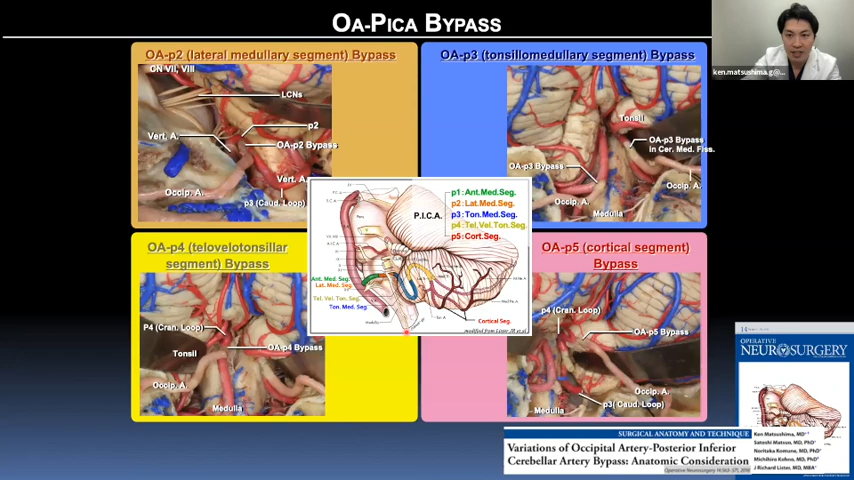 OA-PICA BYPASS
ken.matsushima.g@...
OA-p2 (lateral medullary segment) Bypass
CN VII, VIII
LCNs
p2
Vert. A.
OA-p2 Bypass
Vert. A.
Occip. A.
p3 (Caud. Loop)
OA-p3 (tonsillomedullary segment) Bypass
Tonsil
OA-p3 Bypass
in Cer. Med. Fiss.
OA-p3 Bypass
Occip. A.
Occip. A.
Medulla
P.I.C.A.
p1: Ant.Med.Seg.
p2: Lat.Med.Seg.
p3: Ton.Med.Seg.
p4: Tel.Vel.Ton.Seg.
p5: Cort.Seg.
Ant.Med. Seg.
Lat.Med. Seg.
Tel. Vel. Ton. Seg.
Ton. Med. Seg.
Cortical Seg.
OA-p4 (telovelotonsillar
segment) Bypass
P4 (Cran. Loop)
OA-p4 Bypass
Tonsil
Occip. A.
Medulla
OA-p5 (cortical segment)
Bypass
p4 (Cran. Loop)
OA-p5 Bypass
Occip. A.
p3( Caud. Loop)
Medulla
OPERATIVE
NEUROSURGERY
SURGICAL ANATOMY AND TECHNIQUE
Variations of Occipital Artery-Posterior Inferior
Cerebellar Artery Bypass: Anatomic Consideration
Ken Matsushima, MD
Satoshi Matsuo, MD, PhD
Noritaka Komune, MD, PhD
Michihiro Kohno, MD, PhD
J Richard Lister, MD, MBA